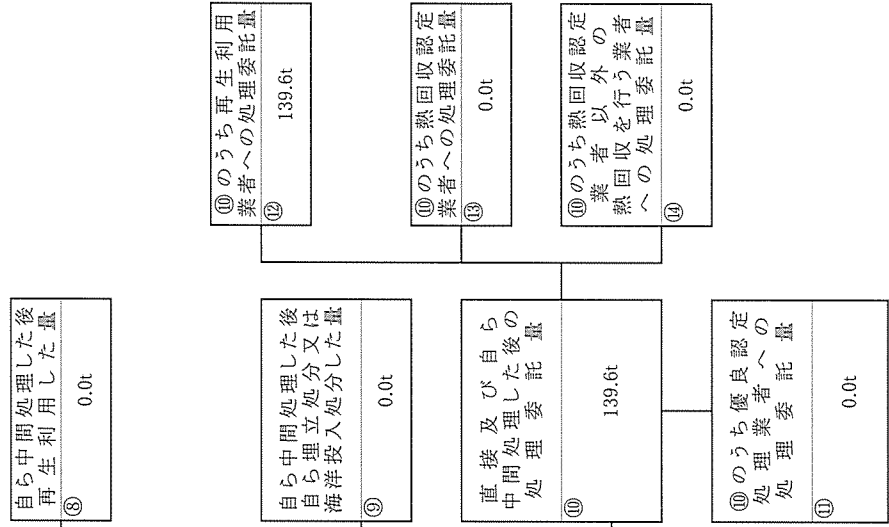 自ら中間処理した後
再生利用した量
⑧
0.0t
自ら中間処理した後
自ら埋立処分又は
海洋投入処分した量
⑨
0.0t
直接及び自ら
中間処理した後の
処理委託量
⑩
139.6t
⑩のうち優良認定
処理業者への
処理委託量
⑪
0.0t
⑩のうち再生利用
業者への処理委託量
⑫
139.6t
⑩のうち熱回収認定
業者への処理委託量
⑬
0.0t
⑩のうち熱回収認定
業者以外の
熱回収を行う業者
への処理委託量
⑭
0.0t